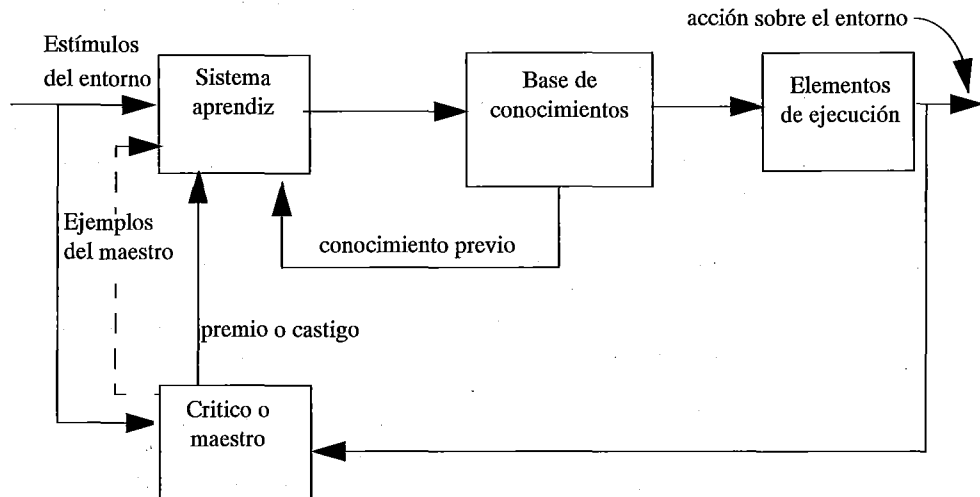 acción sobre el entorno
Estímulos
del entorno
Sistema
aprendiz
Base de
conocimientos
Elementos
de ejecución
Ejemplos
del maestro
conocimiento previo
premio o castigo
Critico o
maestro